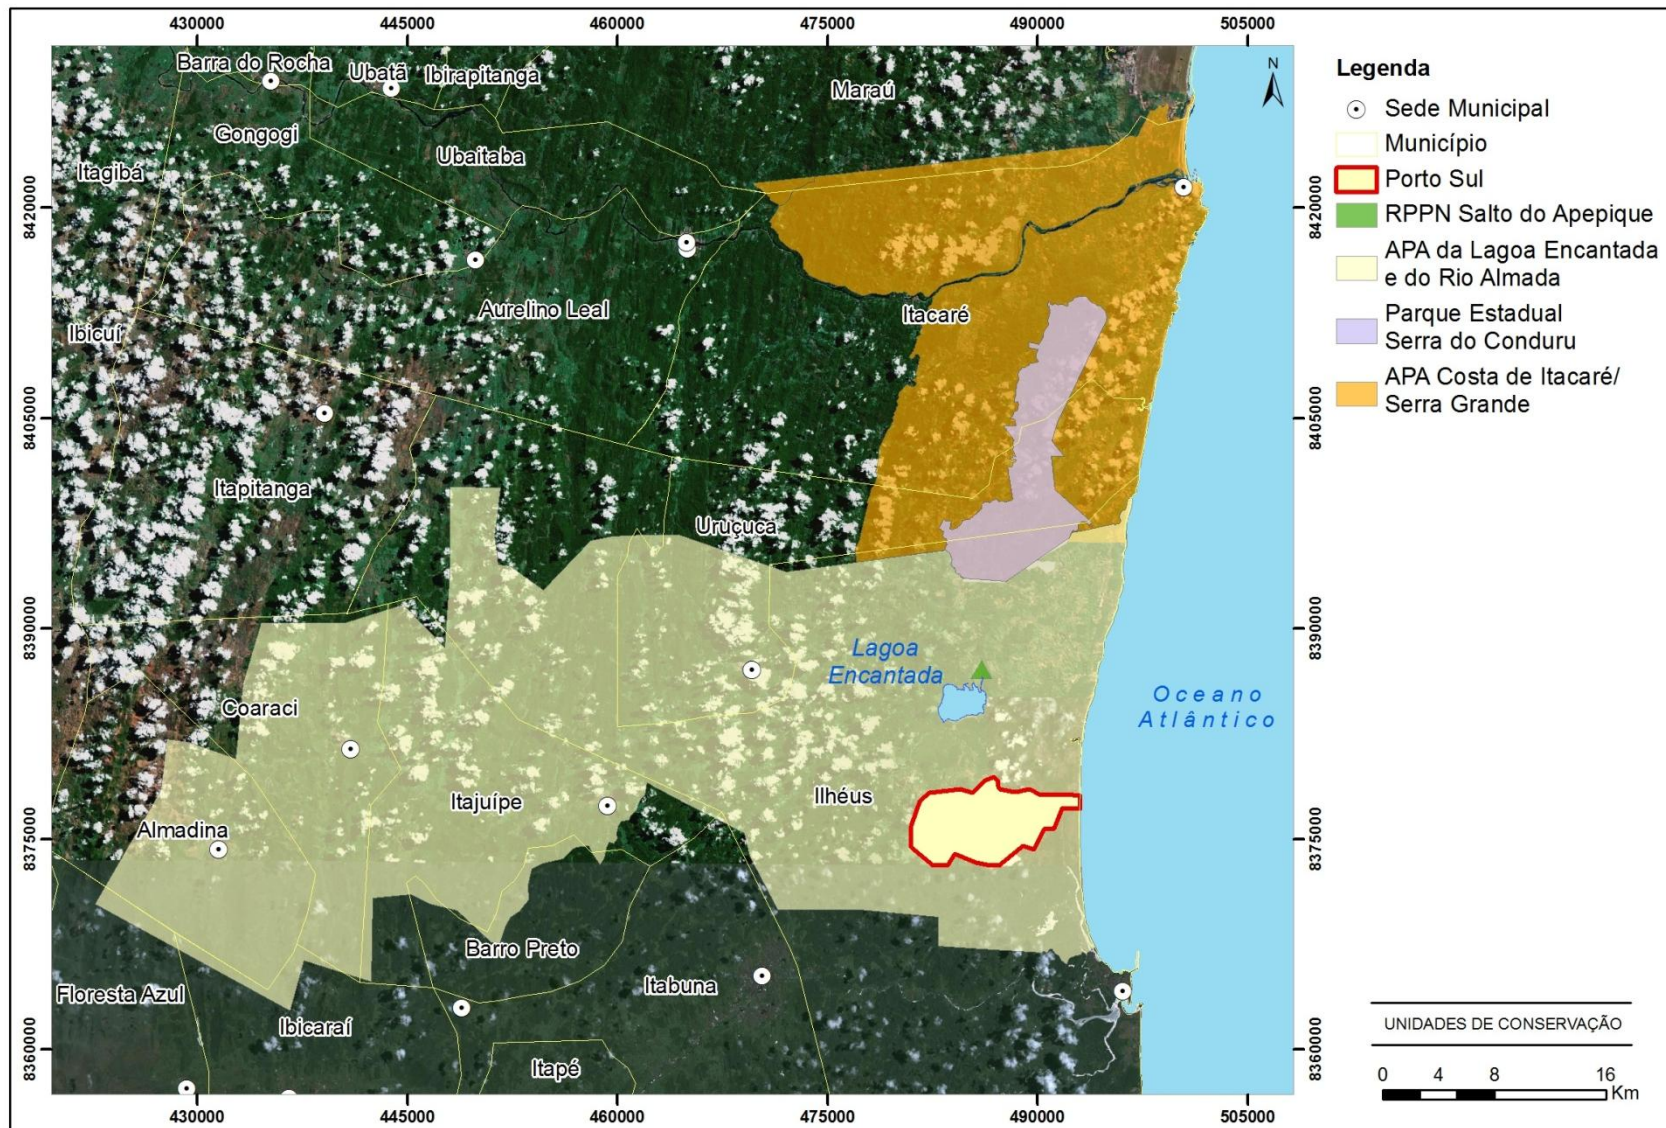 430000 445000 460000 475000 490000 505000
8420000
8405000
8390000
8375000
8360000
Barra do Rocha
Ubatã
Ibirapitanga
Maraú
Gongogi
Ubaitaba
Itagibá
Aurelino Leal
Itacaré
Ibicuí
Itapitanga
Uruçuca
Lagoa
Encantada
Coaraci
Oceano
Atlântico
Itajuípe
Ilhéus
Almadina
Barro Preto
Itabuna
Floresta Azul
Ibicaraí
Itapé
N
8420000
8405000
8390000
8375000
8360000
430000 445000 460000 475000 490000 505000
Legenda
Sede Municipal
Município
Porto Sul
RPPN Salto do Apepique
APA da Lagoa Encantada
e do Rio Almada
Parque Estadual
Serra do Conduru
APA Costa de Itacaré/
Serra Grande
UNIDADES DE CONSERVAÇÃO
0 4 8 16
Km